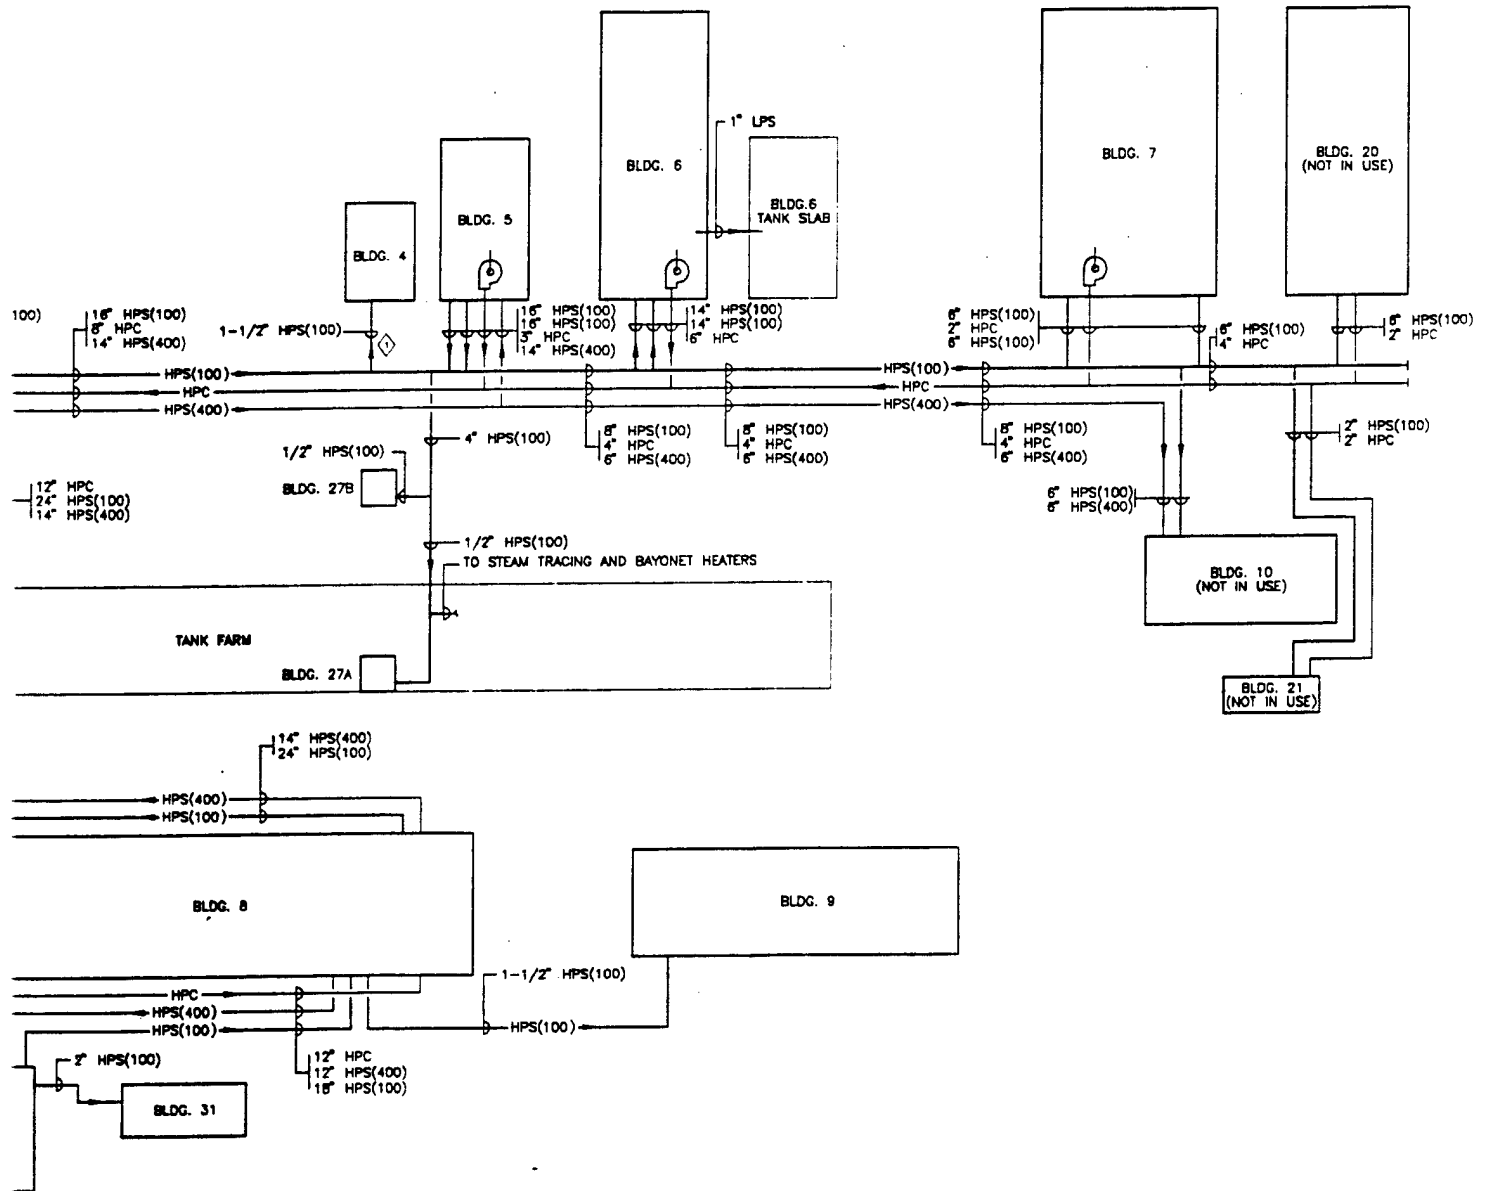 1" LPS
BLDG. 6
BLDG. 7
BLDG. 20
(NOT IN USE)
BLDG.6
TANK SLAB
BLDG. 5
BLDG. 4
100)
16" HPS(100)
8" HPC
14" HPS(400)
1-1/2" HPS(100)
1
16" HPS(100)
16" HPS(100)
3" HPC
14" HPS(400)
14" HPS(100)
14" HPS(100)
6" HPC
6" HPS(100)
2" HPC
6" HPS(100)
6" HPS(100)
4" HPC
6" HPS(100)
2" HPC
HPS(100)
HPC
HPS(400)
HPS(100)
HPC
HPS(400)
4" HPS(100)
8" HPS(100)
4" HPC
6" HPS(400)
8" HPS(100)
4" HPC
6" HPS(400)
8" HPS(100)
4" HPC
6" HPS(400)
2" HPS(100)
2" HPC
1/2" HPS(100)
BLDG. 27B
12" HPC
24" HPS(100)
14" HPS(400)
6" HPS(100)
6" HPS(400)
1/2" HPS(100)
TO STEAM TRACING AND BAYONET HEATERS
BLDG. 10
(NOT IN USE)
TANK FARM
BLDG. 27A
BLDG. 21
(NOT IN USE)
14" HPS(400)
24" HPS(100)
HPS(400)
HPS(100)
BLDG. 8
BLDG. 9
1-1/2" HPS(100)
HPC
HPS(400)
HPS(100)
HPS(100)
2" HPS(100)
12" HPC
12" HPS(400)
18" HPS(100)
BLDG. 31